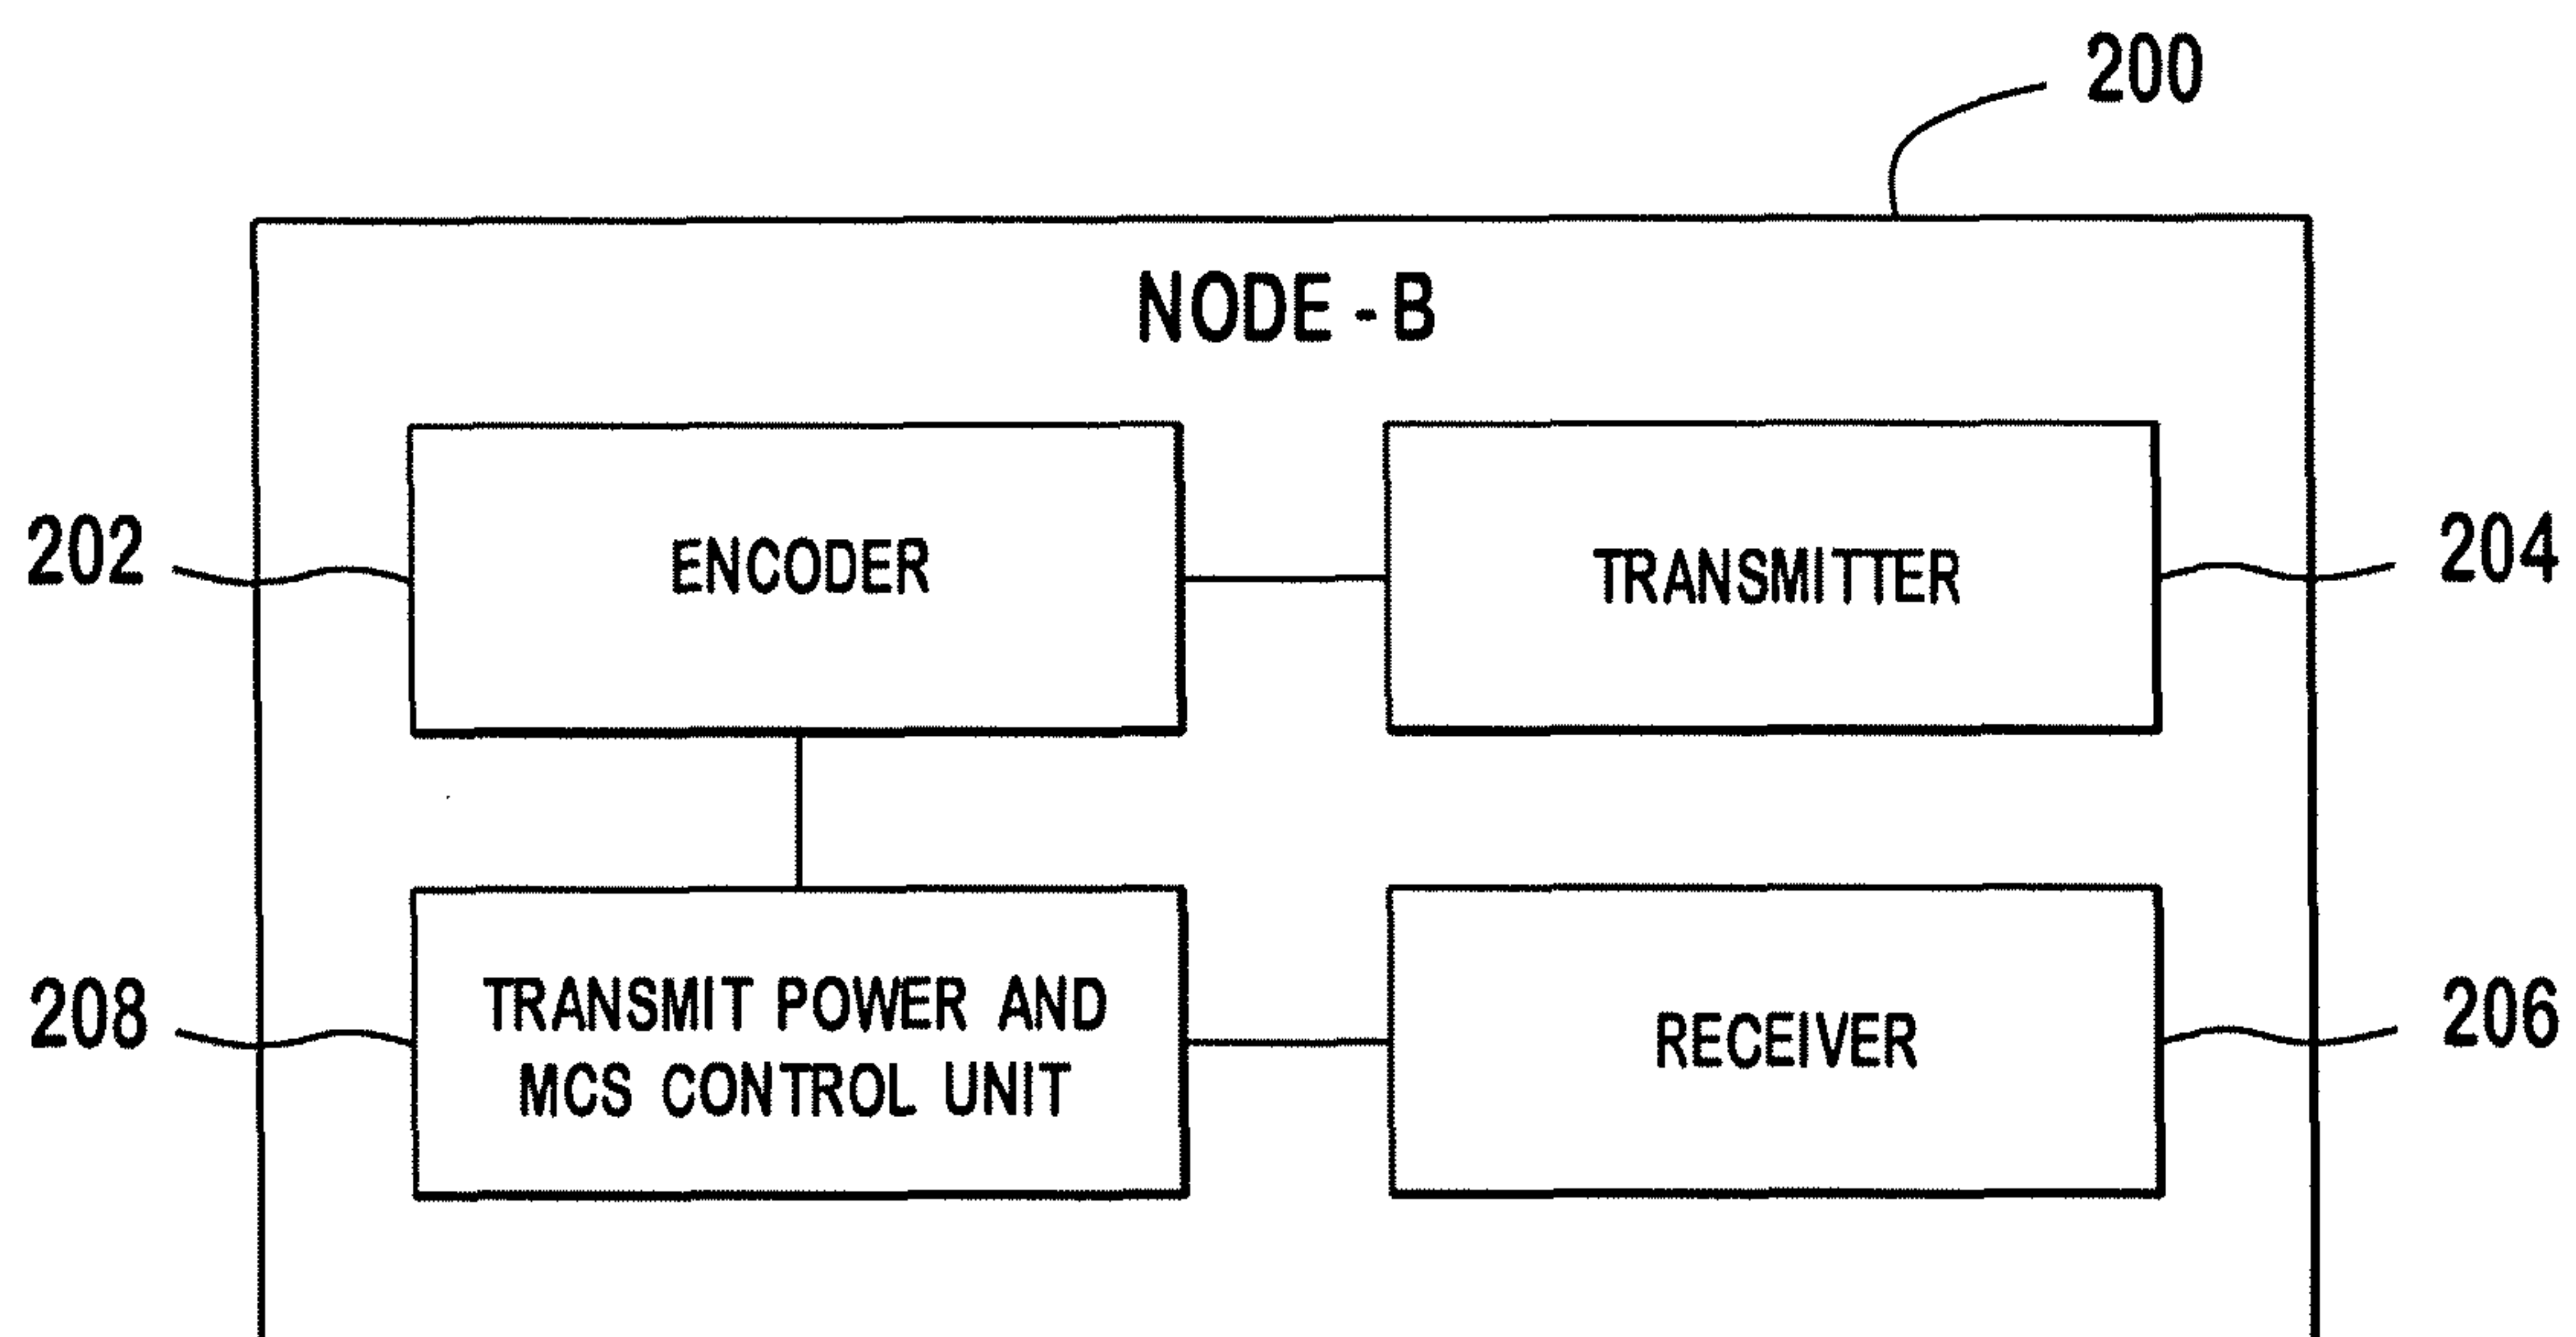 200
NODE - B
202
ENCODER
TRANSMITTER
204
208
TRANSMIT POWER AND
MCS CONTROL UNIT
RECEIVER
206